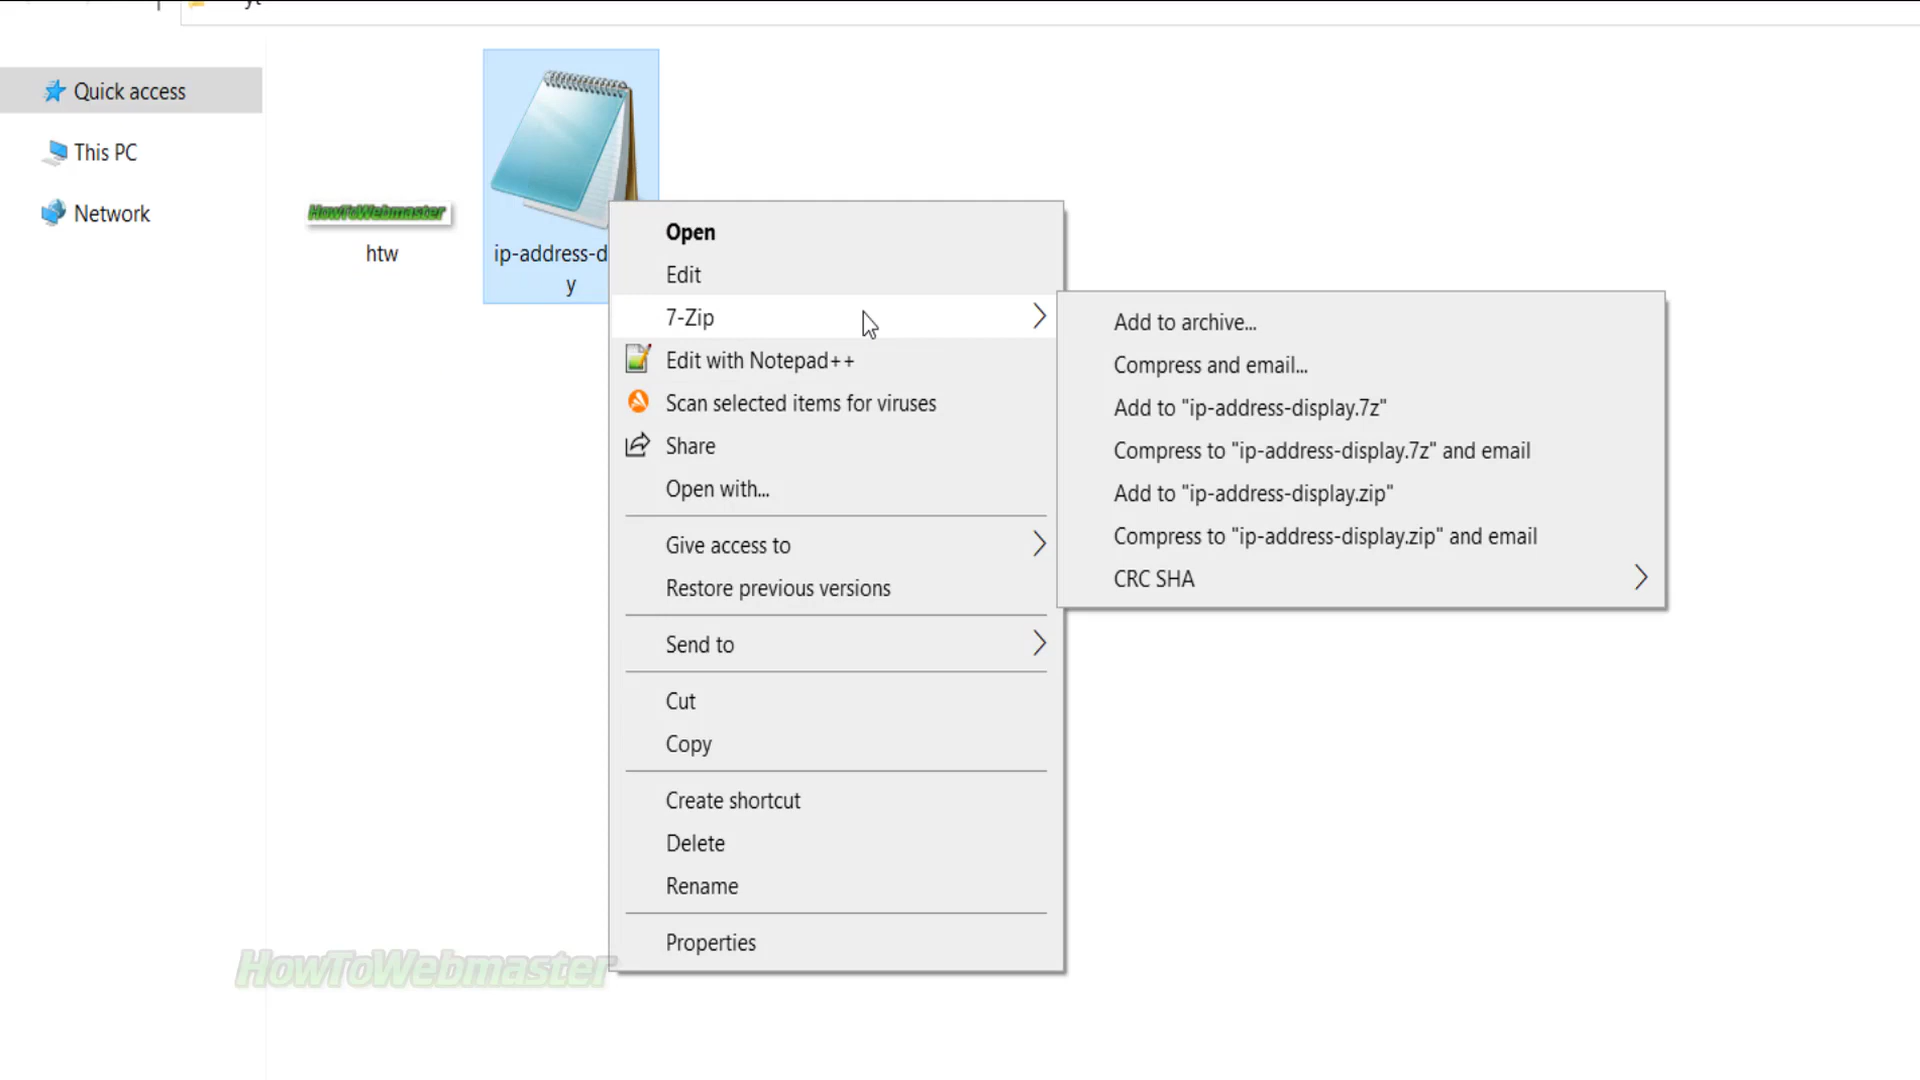 Quick access
This PC
Network
HowToWebmaster
htw
ip-address-d
y
Open
Edit
7-Zip
Edit with Notepad++
Scan selected items for viruses
Share
Open with...
Give access to
Restore previous versions
Send to
Cut
Copy
Create shortcut
Delete
Rename
Properties
Add to archive...
Compress and email...
Add to "ip-address-display.7z"
Compress to "ip-address-display.7z" and email
Add to "ip-address-display.zip"
Compress to "ip-address-display.zip" and email
CRC SHA
HowToWebmaster